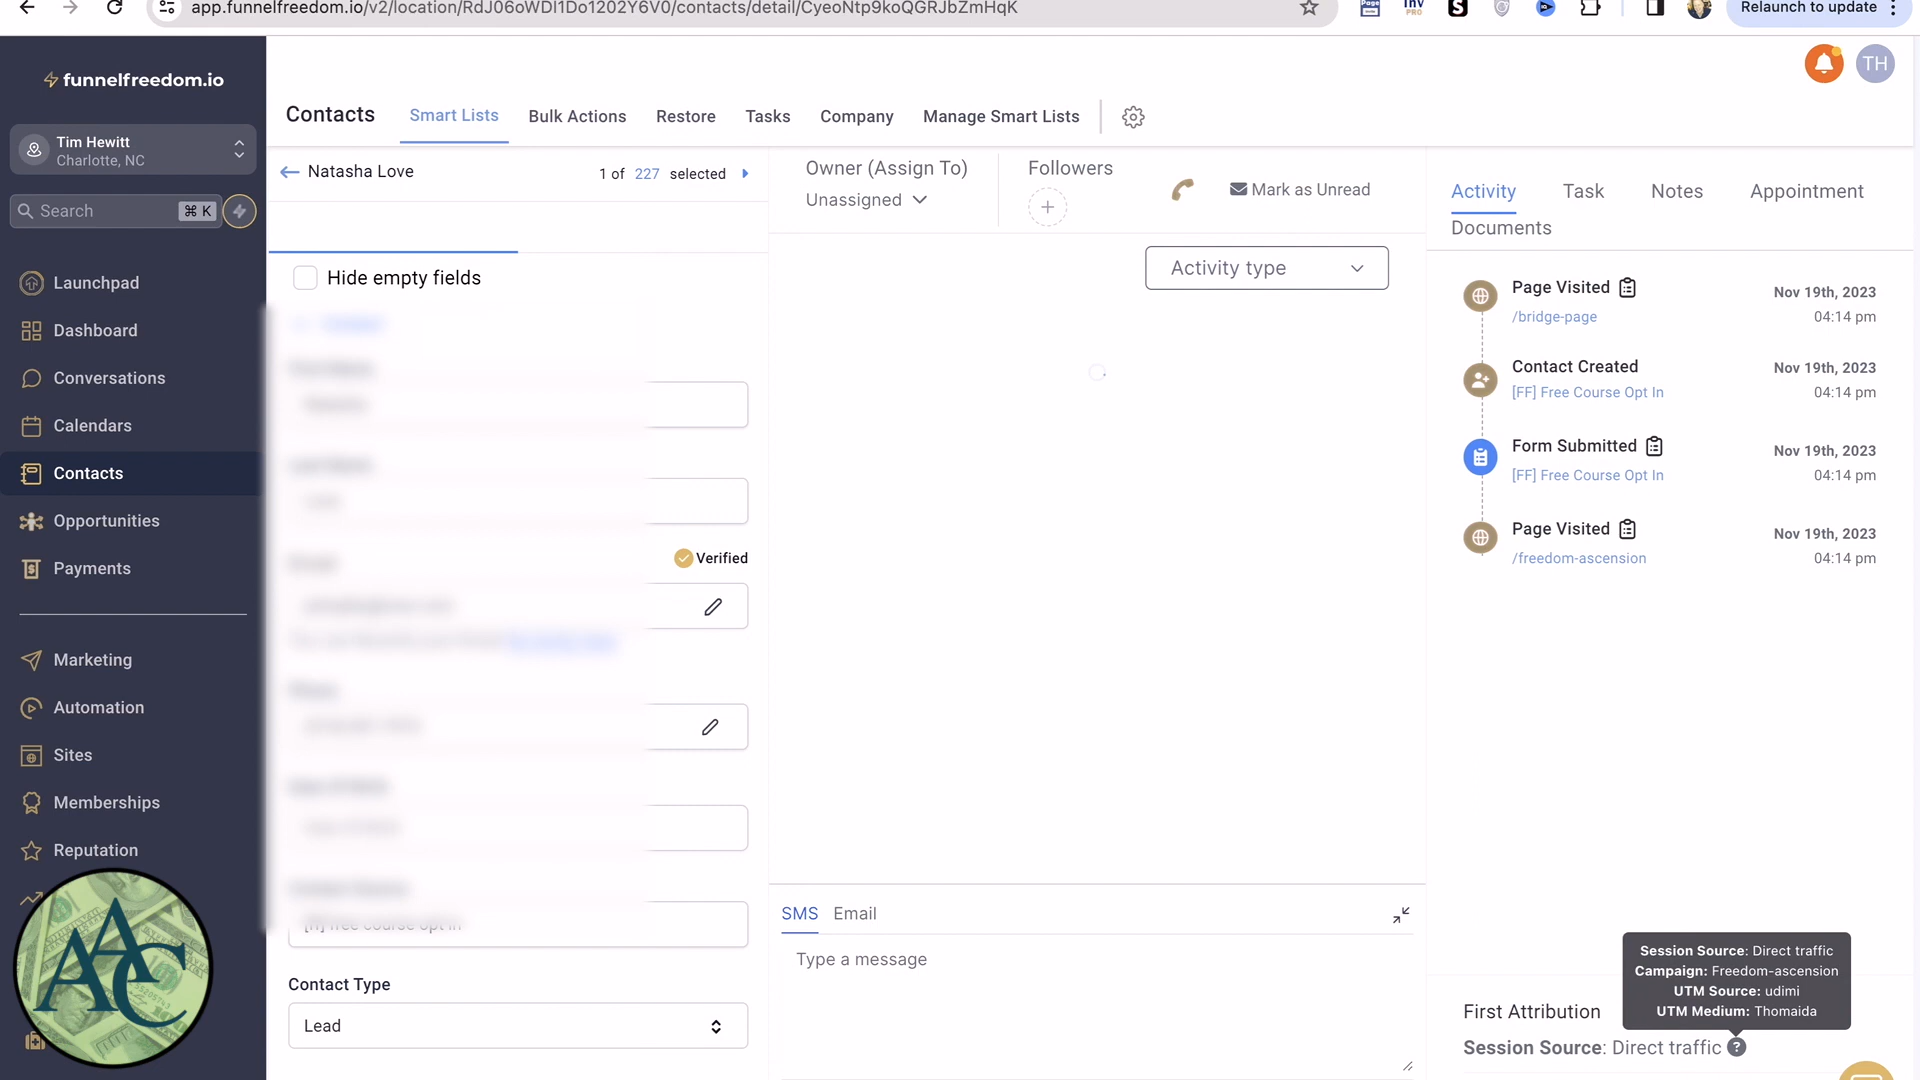 app.funnelfreedom.io/v2/location/RdJ06oWDI1Do1202Y6V0/contacts/detail/CyeoNtp9koQGRJbZmHqK
Relaunch to update
funnelfreedom.io
Tim Hewitt
Charlotte, NC
Search
⌘ K
Launchpad
Dashboard
Conversations
Calendars
Contacts
Opportunities
Payments
Marketing
Automation
Sites
Memberships
Reputation
AAC
TH
Contacts
Smart Lists
Bulk Actions
Restore
Tasks
Company
Manage Smart Lists
Natasha Love
1 of 227 selected
Hide empty fields
Verified
Contact Type
Lead
Owner (Assign To)
Unassigned
Followers
Mark as Unread
Activity type
SMS
Email
Type a message
Activity
Task
Notes
Appointment
Documents
Page Visited
Nov 19th, 2023
/bridge-page
04:14 pm
Contact Created
Nov 19th, 2023
[FF] Free Course Opt In
04:14 pm
Form Submitted
Nov 19th, 2023
[FF] Free Course Opt In
04:14 pm
Page Visited
Nov 19th, 2023
/freedom-ascension
04:14 pm
Session Source: Direct traffic
Campaign: Freedom-ascension
UTM Source: udimi
UTM Medium: Thomaida
First Attribution
Session Source: Direct traffic